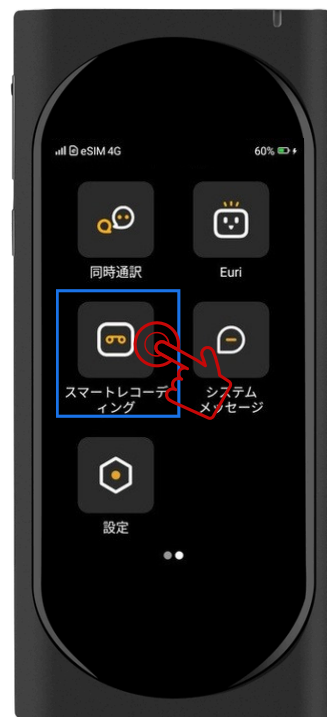 eSIM 4G
60%
同時通訳
Euri
スマートレコーデ
ィング
システム
メッセージ
設定